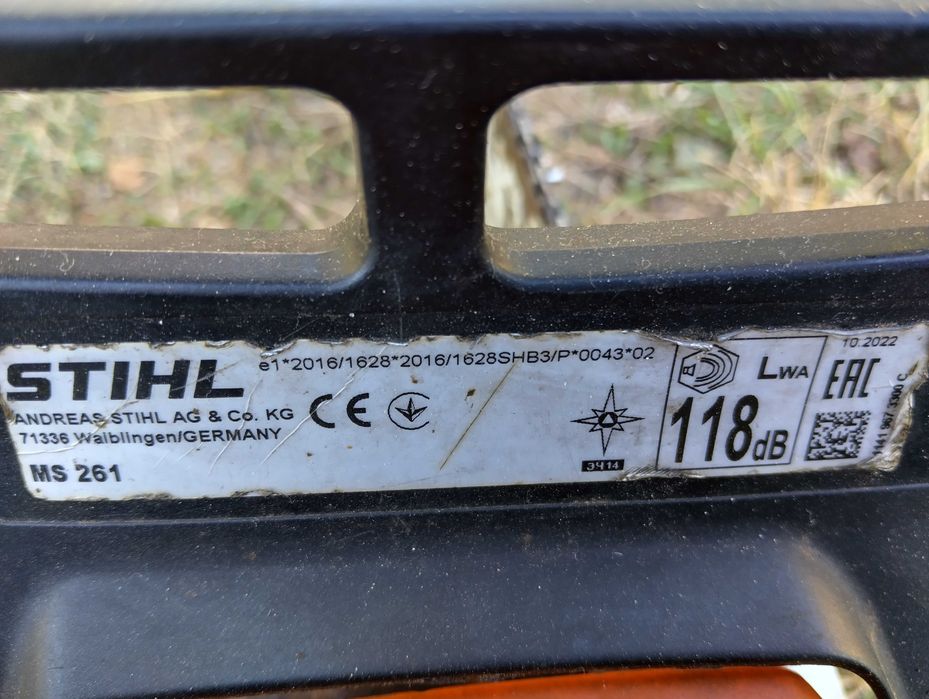 STIHL
e1*2016/1628*2016/1628SHB3/P*0043*02
ANDREAS STIHL AG & Co. KG
71336 Waiblingen/GERMANY
MS 261
CE
ЭЧ14
LWA
118dB
EAC
10.2022